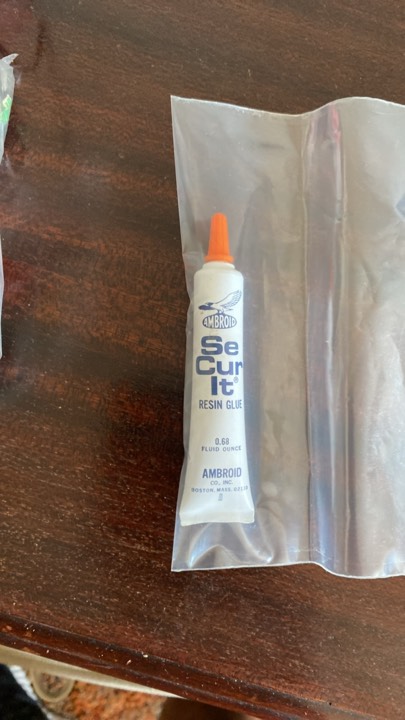 AMBROID
Se
Cur
It®
RESIN GLUE
0.68
FLUID OUNCE
AMBROID
CO., INC.
BOSTON, MASS.